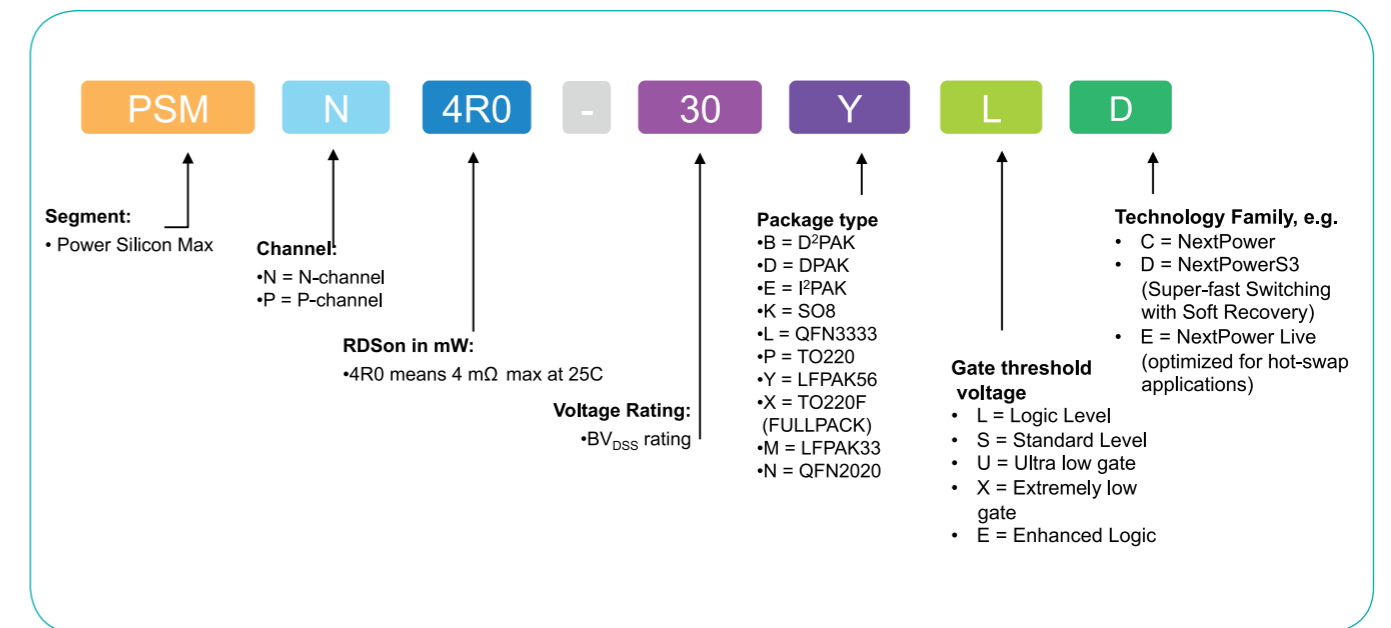 PSM N 4R0 - 30 Y L D
Segment:
• Power Silicon Max
Channel:
•N = N-channel
•P = P-channel
RDSon in mW:
•4R0 means 4 mΩ max at 25C
Voltage Rating:
•BVDSS rating
Package type
•B = D²PAK
•D = DPAK
•E = I²PAK
•K = SO8
•L = QFN3333
•P = TO220
•Y = LFPAK56
•X = TO220F
(FULLPACK)
•M = LFPAK33
•N = QFN2020
Gate threshold
voltage
• L = Logic Level
• S = Standard Level
• U = Ultra low gate
• X = Extremely low
gate
• E = Enhanced Logic
Technology Family, e.g.
• C = NextPower
• D = NextPowerS3
(Super-fast Switching
with Soft Recovery)
• E = NextPower Live
(optimized for hot-swap
applications)